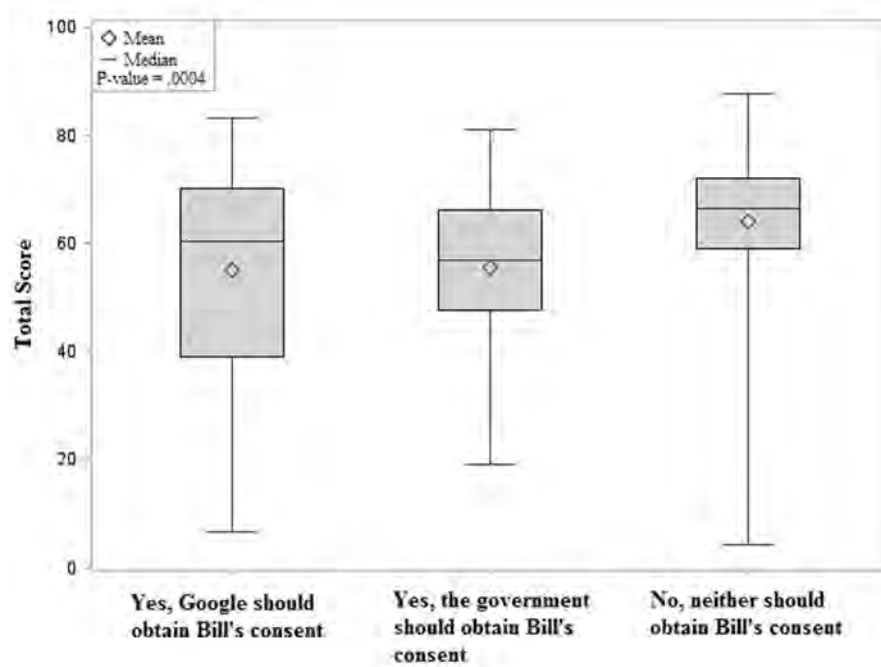 100
◇ Mean
— Median
P-value = .0004
80
60
40
20
0
Total Score
Yes, Google should
obtain Bill's consent
Yes, the government
should obtain Bill's
consent
No, neither should
obtain Bill's consent